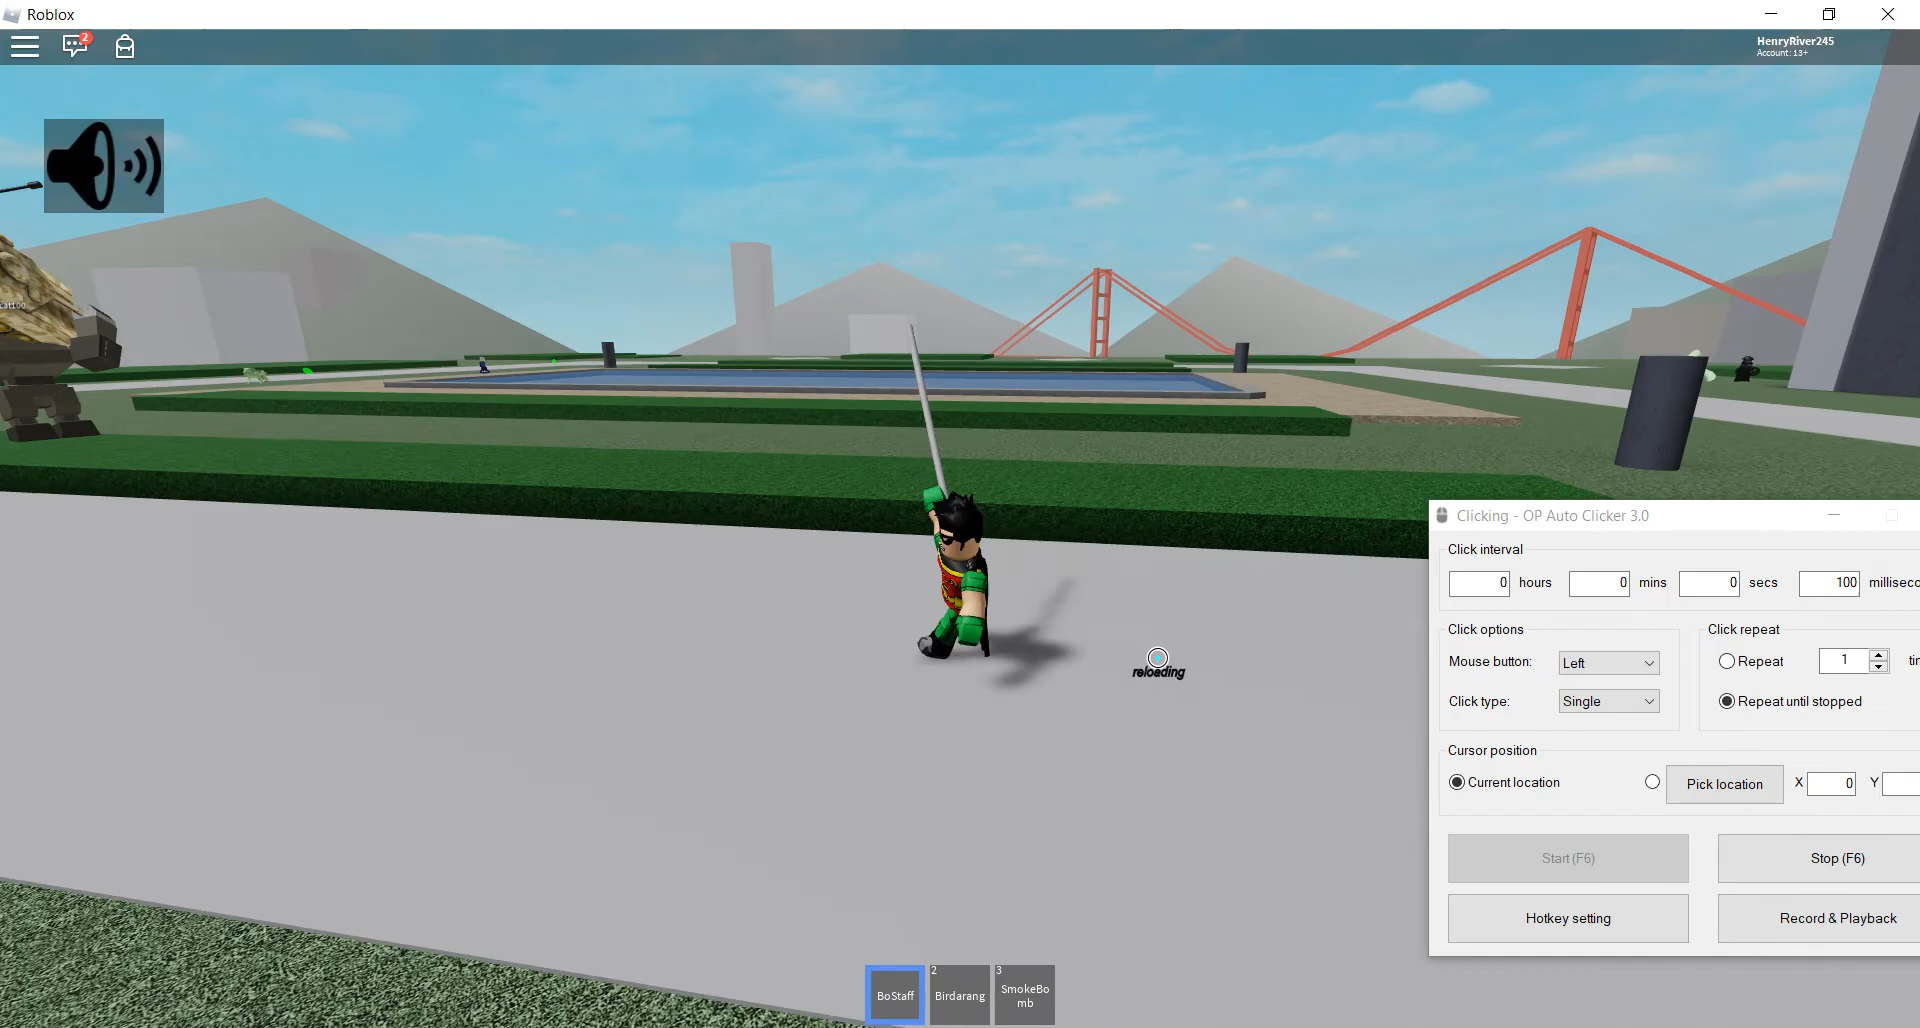 Roblox
2
HenryRiver245
Account: 13+
cat100
Clicking - OP Auto Clicker 3.0
Click interval
0 hours 0 mins 0 secs 100 milliseco
Click options
Click repeat
Mouse button: Left
Repeat 1 tin
Click type: Single
Repeat until stopped
reloading
Cursor position
Current location
Pick location X 0 Y
Start (F6)
Stop (F6)
Hotkey setting
Record & Playback
BoStaff
2
Birdarang
3
SmokeBo
mb